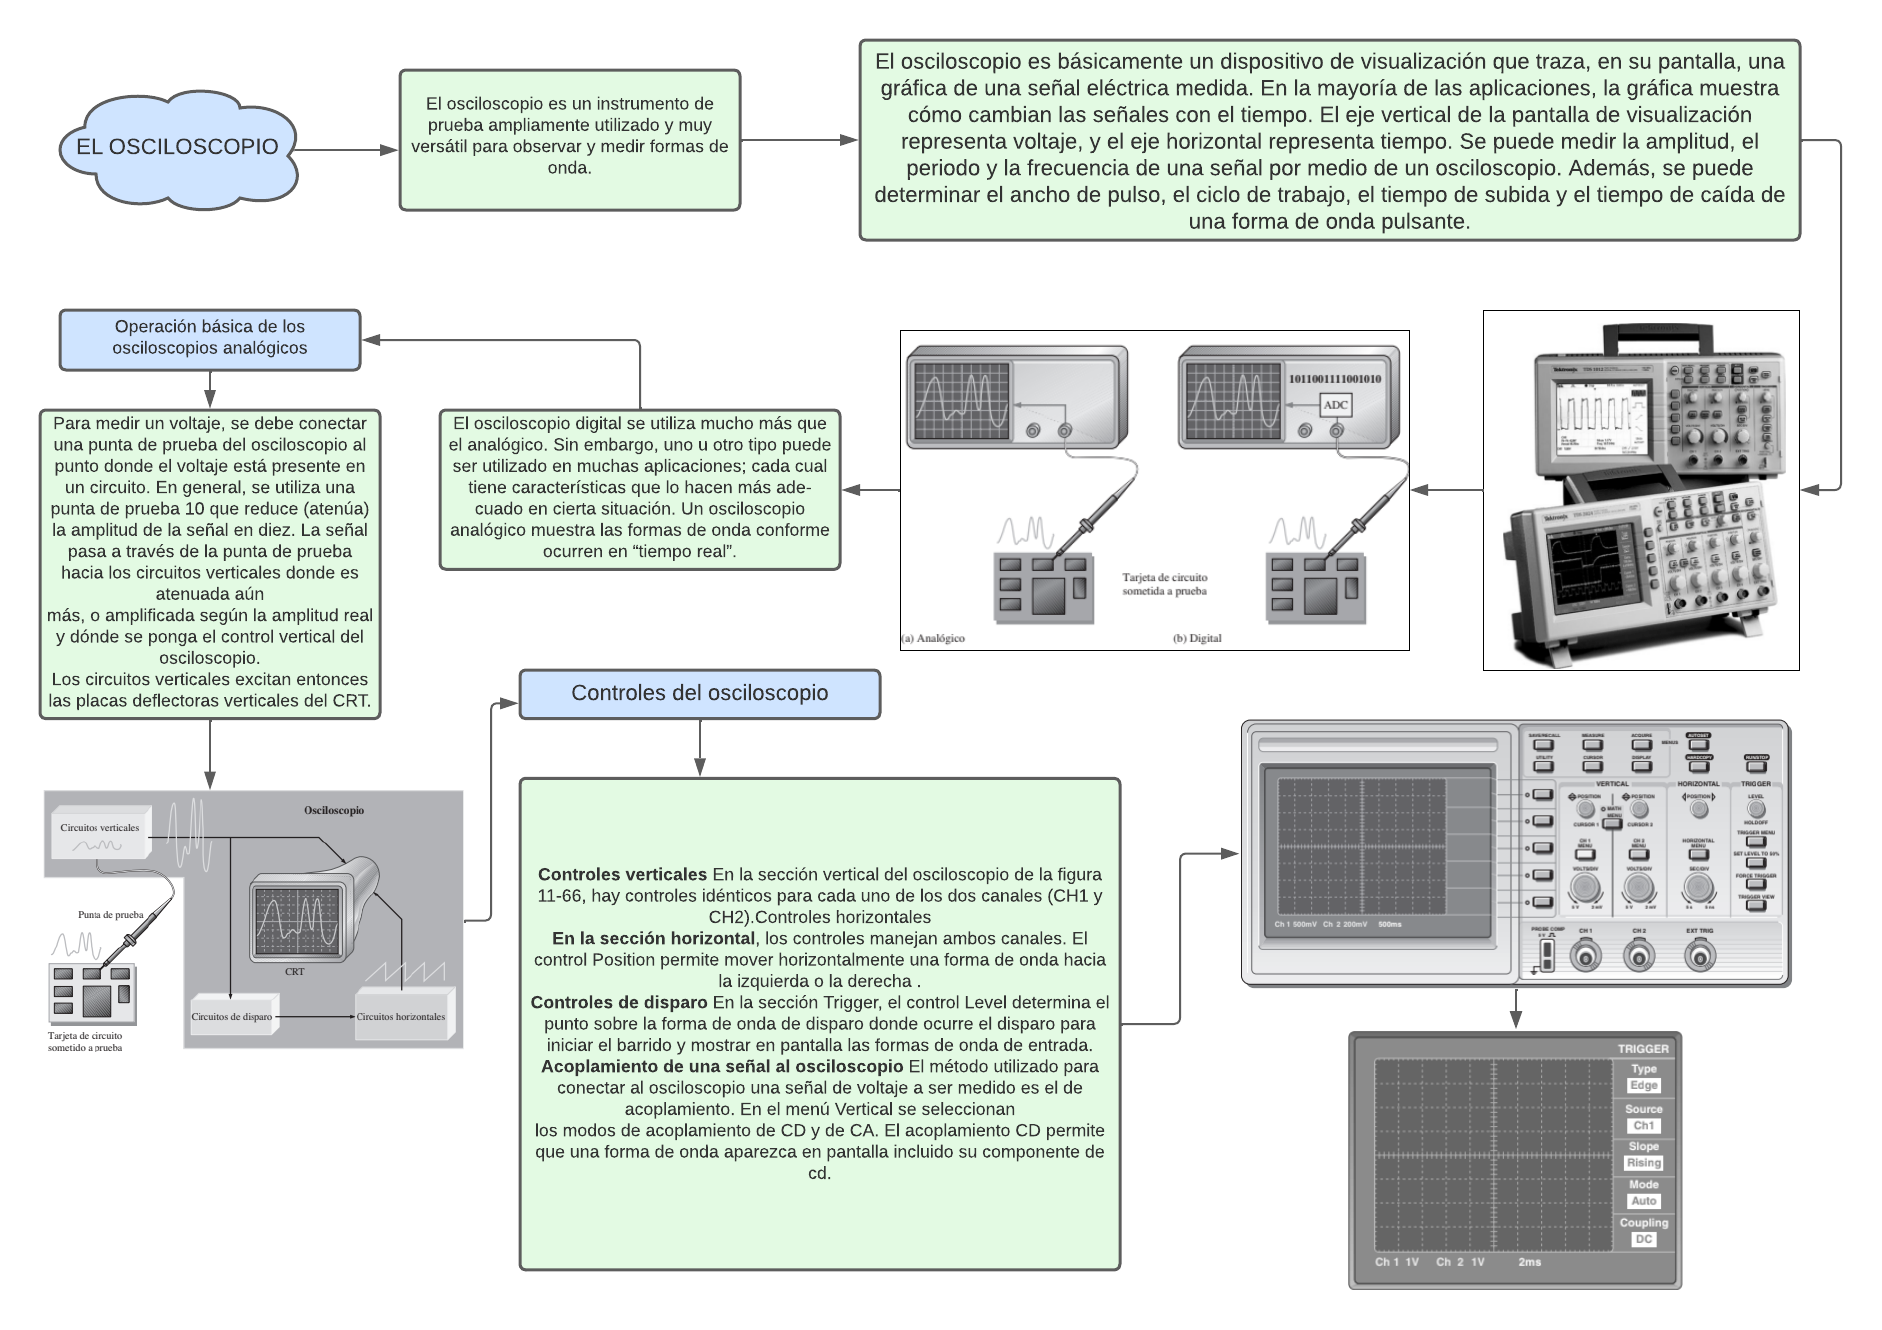 EL OSCILOSCOPIO
El osciloscopio es un instrumento de
prueba ampliamente utilizado y muy
versátil para observar y medir formas de
onda.
El osciloscopio es básicamente un dispositivo de visualización que traza, en su pantalla, una
gráfica de una señal eléctrica medida. En la mayoría de las aplicaciones, la gráfica muestra
cómo cambian las señales con el tiempo. El eje vertical de la pantalla de visualización
representa voltaje, y el eje horizontal representa tiempo. Se puede medir la amplitud, el
periodo y la frecuencia de una señal por medio de un osciloscopio. Además, se puede
determinar el ancho de pulso, el ciclo de trabajo, el tiempo de subida y el tiempo de caída de
una forma de onda pulsante.
Tektronix
Tektronix
1011001111001010
ADC
Tarjeta de circuito
sometida a prueba
(a) Analógico
(b) Digital
El osciloscopio digital se utiliza mucho más que
el analógico. Sin embargo, uno u otro tipo puede
ser utilizado en muchas aplicaciones; cada cual
tiene características que lo hacen más ade-
cuado en cierta situación. Un osciloscopio
analógico muestra las formas de onda conforme
ocurren en “tiempo real”.
Operación básica de los
osciloscopios analógicos
Para medir un voltaje, se debe conectar
una punta de prueba del osciloscopio al
punto donde el voltaje está presente en
un circuito. En general, se utiliza una
punta de prueba 10 que reduce (atenúa)
la amplitud de la señal en diez. La señal
pasa a través de la punta de prueba
hacia los circuitos verticales donde es
atenuada aún
más, o amplificada según la amplitud real
y dónde se ponga el control vertical del
osciloscopio.
Los circuitos verticales excitan entonces
las placas deflectoras verticales del CRT.
Osciloscopio
Circuitos verticales
Punta de prueba
CRT
Circuitos de disparo
Circuitos horizontales
Tarjeta de circuito
sometido a prueba
Controles del osciloscopio
Controles verticales En la sección vertical del osciloscopio de la figura
11-66, hay controles idénticos para cada uno de los dos canales (CH1 y
CH2).Controles horizontales
En la sección horizontal, los controles manejan ambos canales. El
control Position permite mover horizontalmente una forma de onda hacia
la izquierda o la derecha .
Controles de disparo En la sección Trigger, el control Level determina el
punto sobre la forma de onda de disparo donde ocurre el disparo para
iniciar el barrido y mostrar en pantalla las formas de onda de entrada.
Acoplamiento de una señal al osciloscopio El método utilizado para
conectar al osciloscopio una señal de voltaje a ser medido es el de
acoplamiento. En el menú Vertical se seleccionan
los modos de acoplamiento de CD y de CA. El acoplamiento CD permite
que una forma de onda aparezca en pantalla incluido su componente de
cd.
SAVE/RECALL MEASURE ACQUIRE MENUS AUTOSET
UTILITY CURSOR DISPLAY HARDCOPY RUN/STOP
VERTICAL HORIZONTAL TRIGGER
POSITION POSITION POSITION LEVEL
MATH
MENU
CURSOR 1 CURSOR 2 HOLDOFF
TRIGGER MENU
CH 1
MENU
CH 2
MENU
HORIZONTAL
MENU
SET LEVEL TO 50%
VOLTS/DIV VOLTS/DIV SEC/DIV
FORCE TRIGGER
TRIGGER VIEW
5 V 2 mV 5 V 2 mV 5 s 5 ns
PROBE COMP
5 V
CH 1 CH 2 EXT TRIG
Ch 1 500mV Ch 2 200mV 500ms
TRIGGER
Type
Edge
Source
Ch1
Slope
Rising
Mode
Auto
Coupling
DC
Ch 1 1V Ch 2 1V 2ms